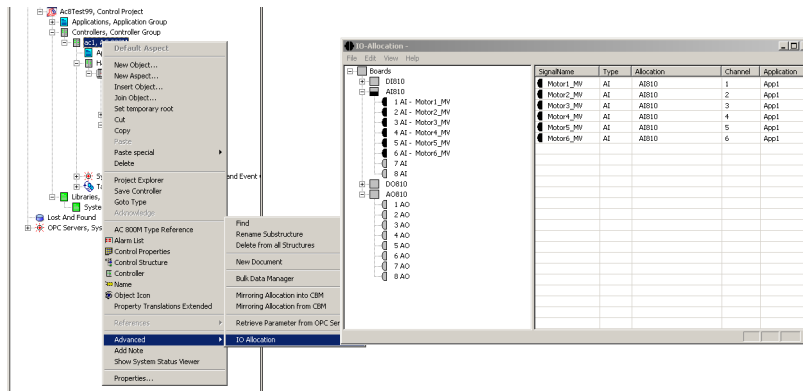 Ac8Test99, Control Project
Applications, Application Group
Controllers, Controller Group
ac1,
Default Aspect
New Object...
New Aspect...
Insert Object...
Join Object...
Set temporary root
Cut
Copy
Paste
Paste special
Delete
Project Explorer
Save Controller
Goto Type
Acknowledge
AC 800M Type Reference
Alarm List
Control Properties
Control Structure
Controller
Name
Object Icon
Property Translations Extended
References
Advanced
Add Note
Show System Status Viewer
Properties...
and Event
Libraries,
Syste
Lost And Found
OPC Servers, Sys
Find
Rename Substructure
Delete from all Structures
New Document
Bulk Data Manager
Mirroring Allocation into CBM
Mirroring Allocation from CBM
Retrieve Parameter from OPC Ser
IO Allocation
IO-Allocation -
File Edit View Help
Boards
DI810
AI810
1 AI - Motor1_MV
2 AI - Motor2_MV
3 AI - Motor3_MV
4 AI - Motor4_MV
5 AI - Motor5_MV
6 AI - Motor6_MV
7 AI
8 AI
DO810
AO810
1 AO
2 AO
3 AO
4 AO
5 AO
6 AO
7 AO
8 AO
SignalName Type Allocation Channel Application
Motor1_MV AI AI810 1 App1
Motor2_MV AI AI810 2 App1
Motor3_MV AI AI810 3 App1
Motor4_MV AI AI810 4 App1
Motor5_MV AI AI810 5 App1
Motor6_MV AI AI810 6 App1